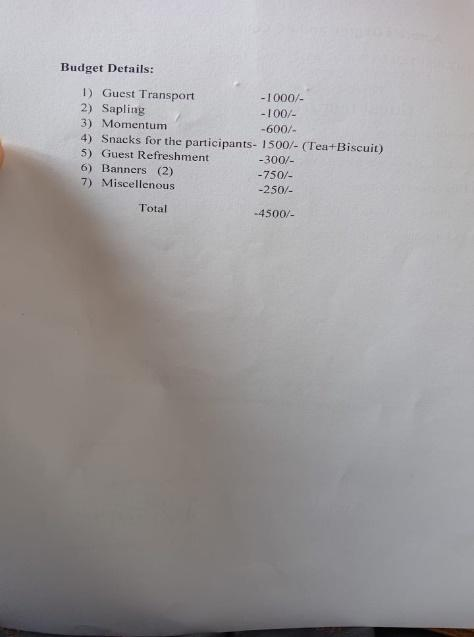 Budget Details:
1) Guest Transport -1000/-
2) Sapling -100/-
3) Momentum -600/-
4) Snacks for the participants- 1500/- (Tea+Biscuit)
5) Guest Refreshment -300/-
6) Banners (2) -750/-
7) Miscellenous -250/-
Total -4500/-